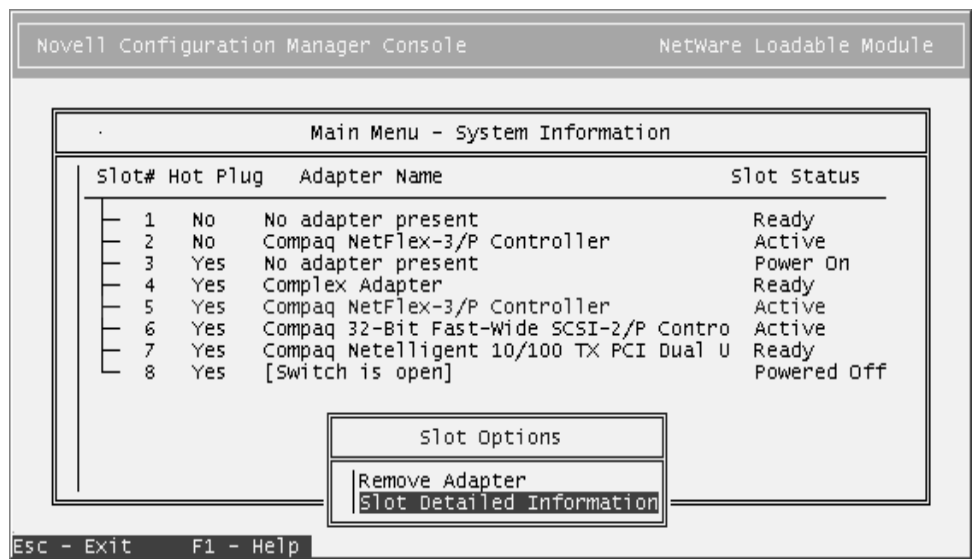 Novell Configuration Manager Console NetWare Loadable Module
Main Menu - System Information
Slot# Hot Plug Adapter Name Slot Status
1 No No adapter present Ready
2 No Compaq NetFlex-3/P Controller Active
3 Yes No adapter present Power On
4 Yes Complex Adapter Ready
5 Yes Compaq NetFlex-3/P Controller Active
6 Yes Compaq 32-Bit Fast-Wide SCSI-2/P Contro Active
7 Yes Compaq Netelligent 10/100 TX PCI Dual U Ready
8 Yes [Switch is open] Powered Off
Slot Options
Remove Adapter
Slot Detailed Information
Esc - Exit F1 - Help